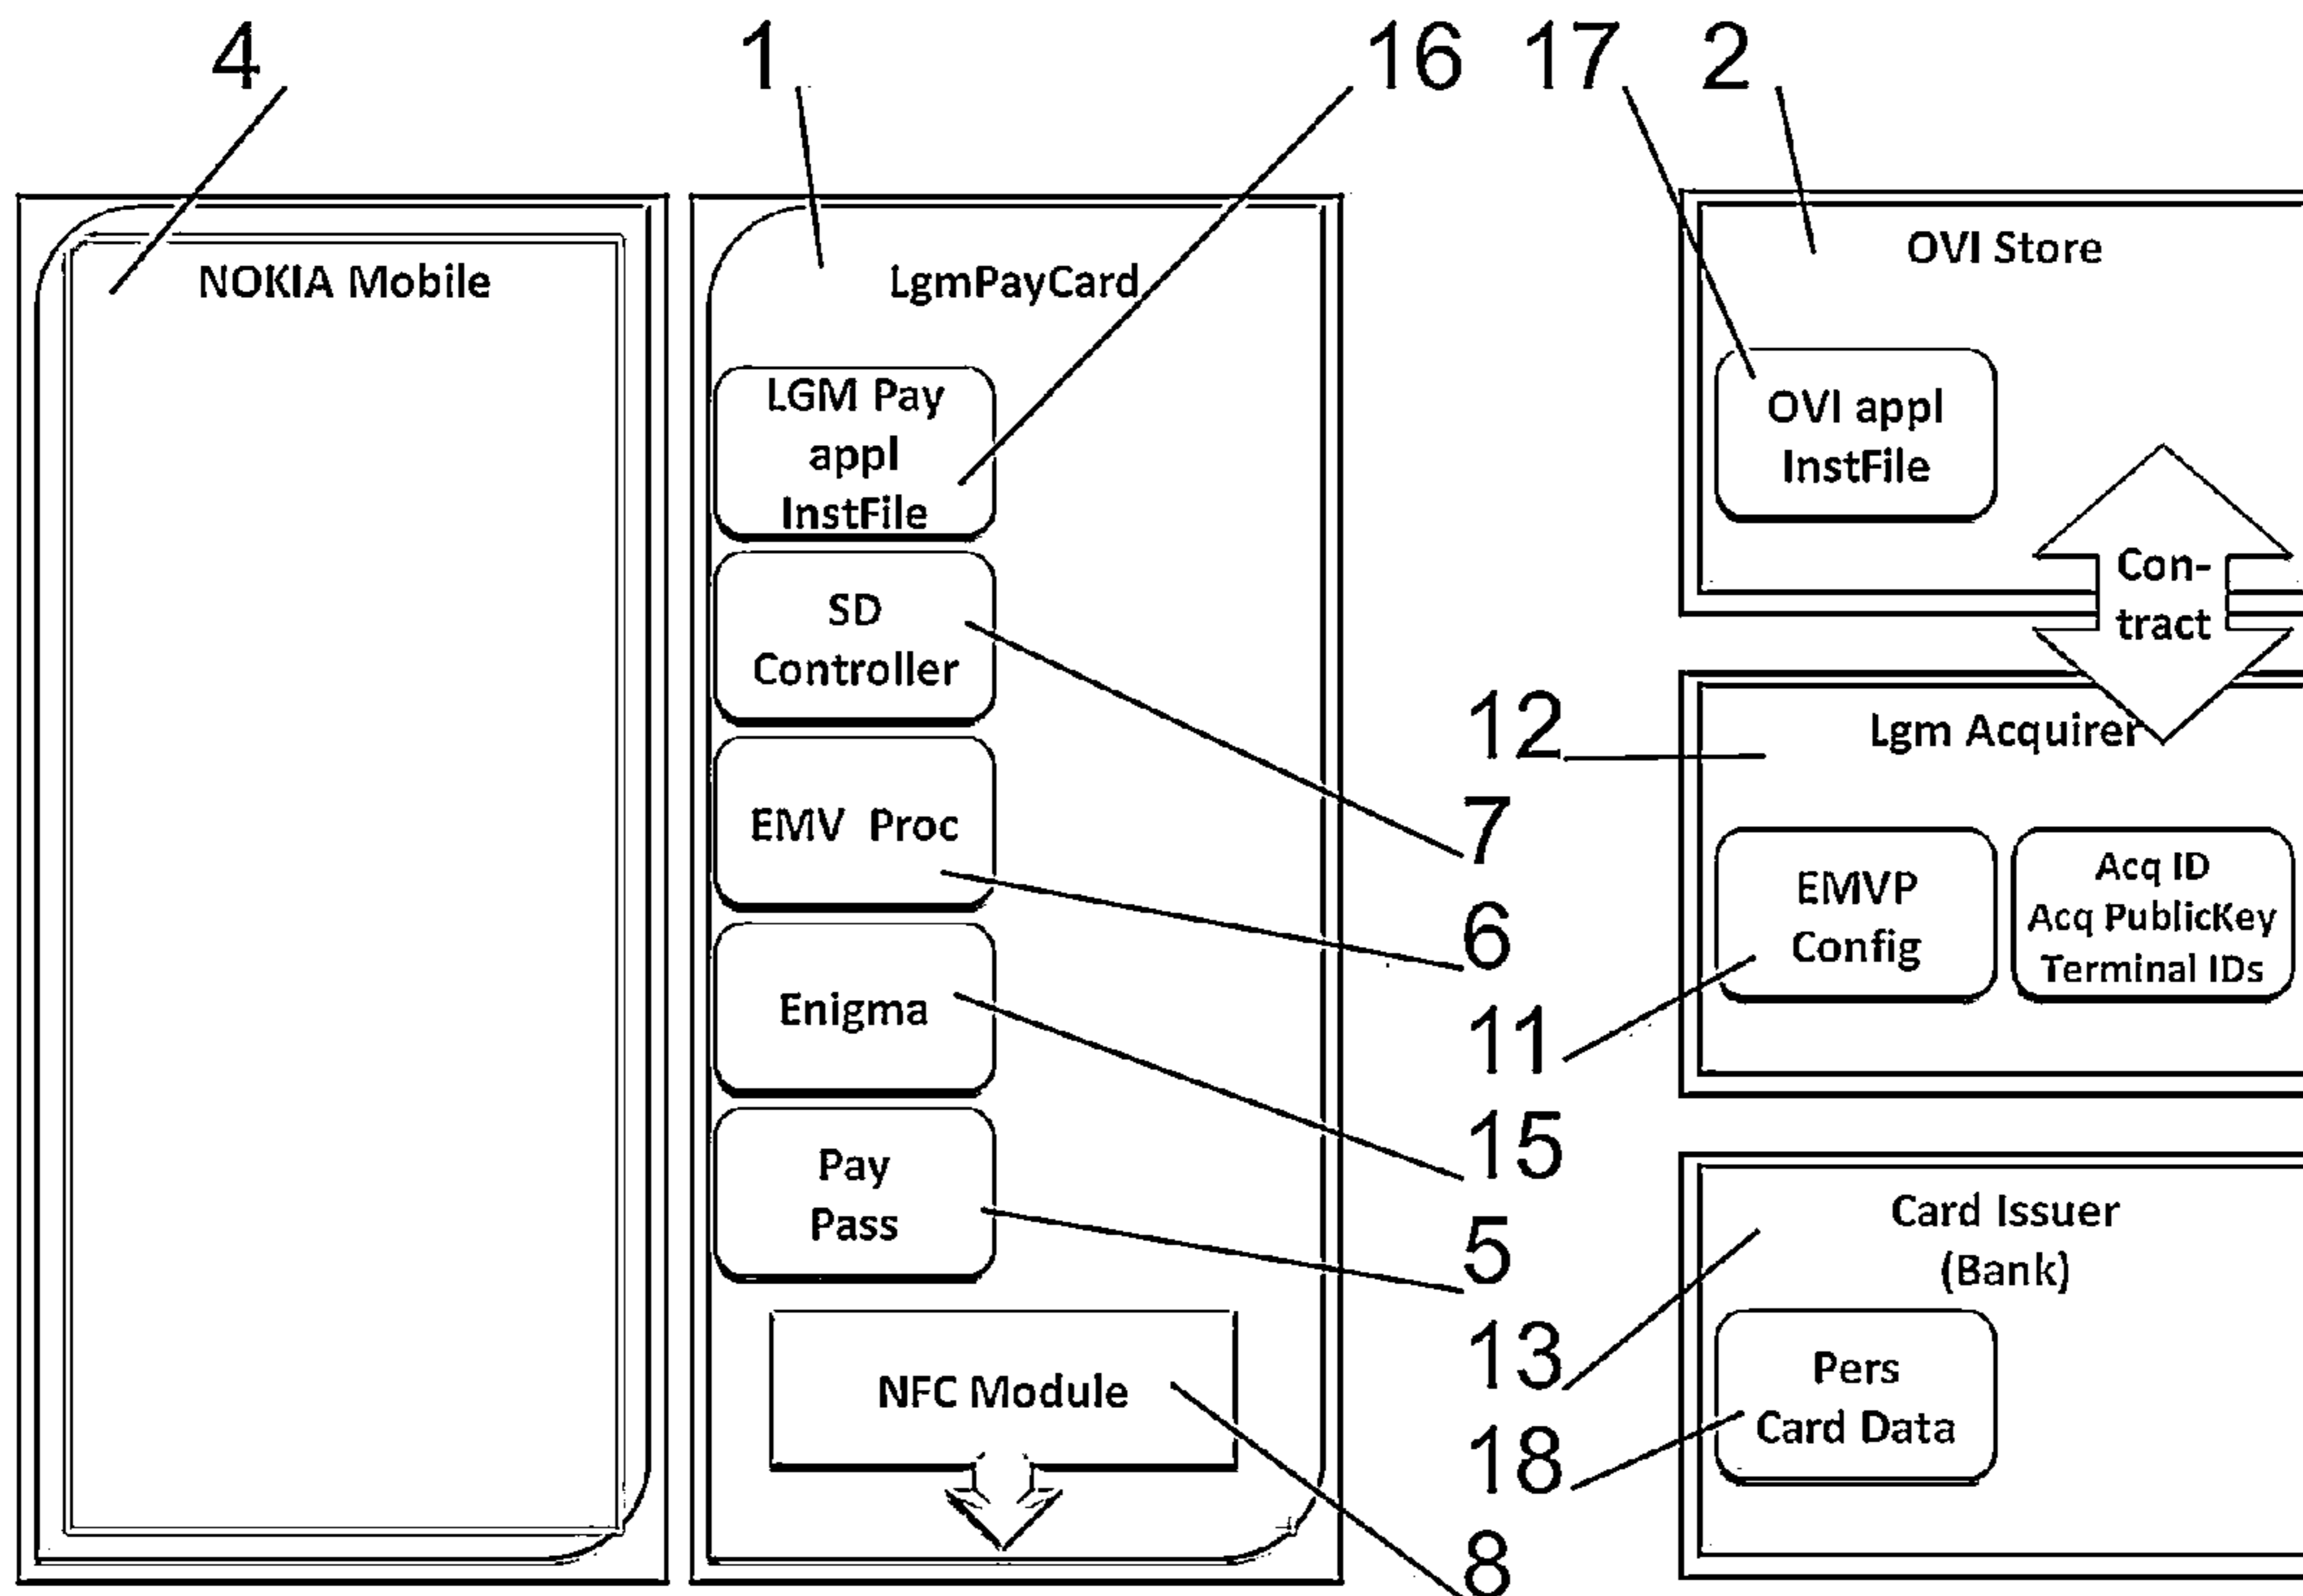 4 1 16 17 2
NOKIA Mobile
LgmPayCard
LGM Pay
appl
InstFile
SD
Controller
EMV Proc
Enigma
Pay
Pass
NFC Module
12
7
6
11
15
5
13
18
8
OVI Store
OVI appl
InstFile
Con-
tract
Lgm Acquirer
EMVP
Config
Acq ID
Acq PublicKey
Terminal IDs
Card Issuer
(Bank)
Pers
Card Data